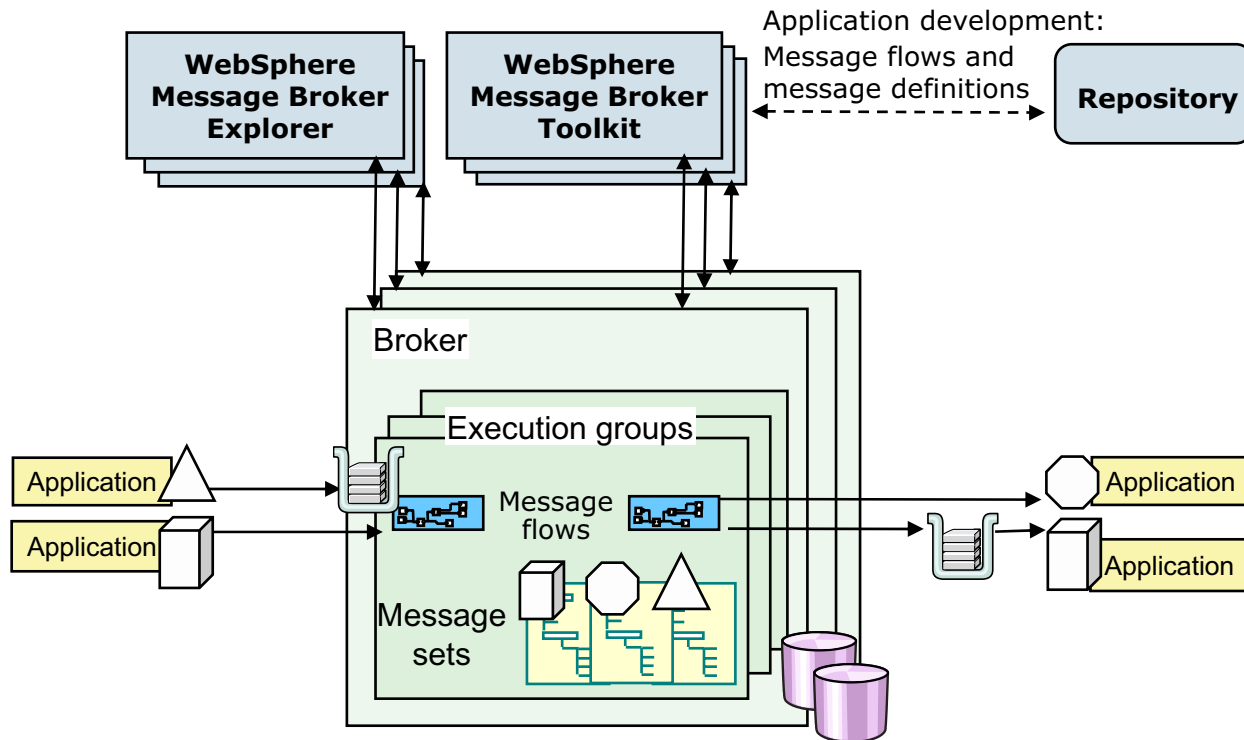 Application development:
Message flows and
message definitions
WebSphere
Message Broker
Explorer
WebSphere
Message Broker
Toolkit
Repository
Broker
Execution groups
Application
Application
Message
flows
Application
Application
Message
sets